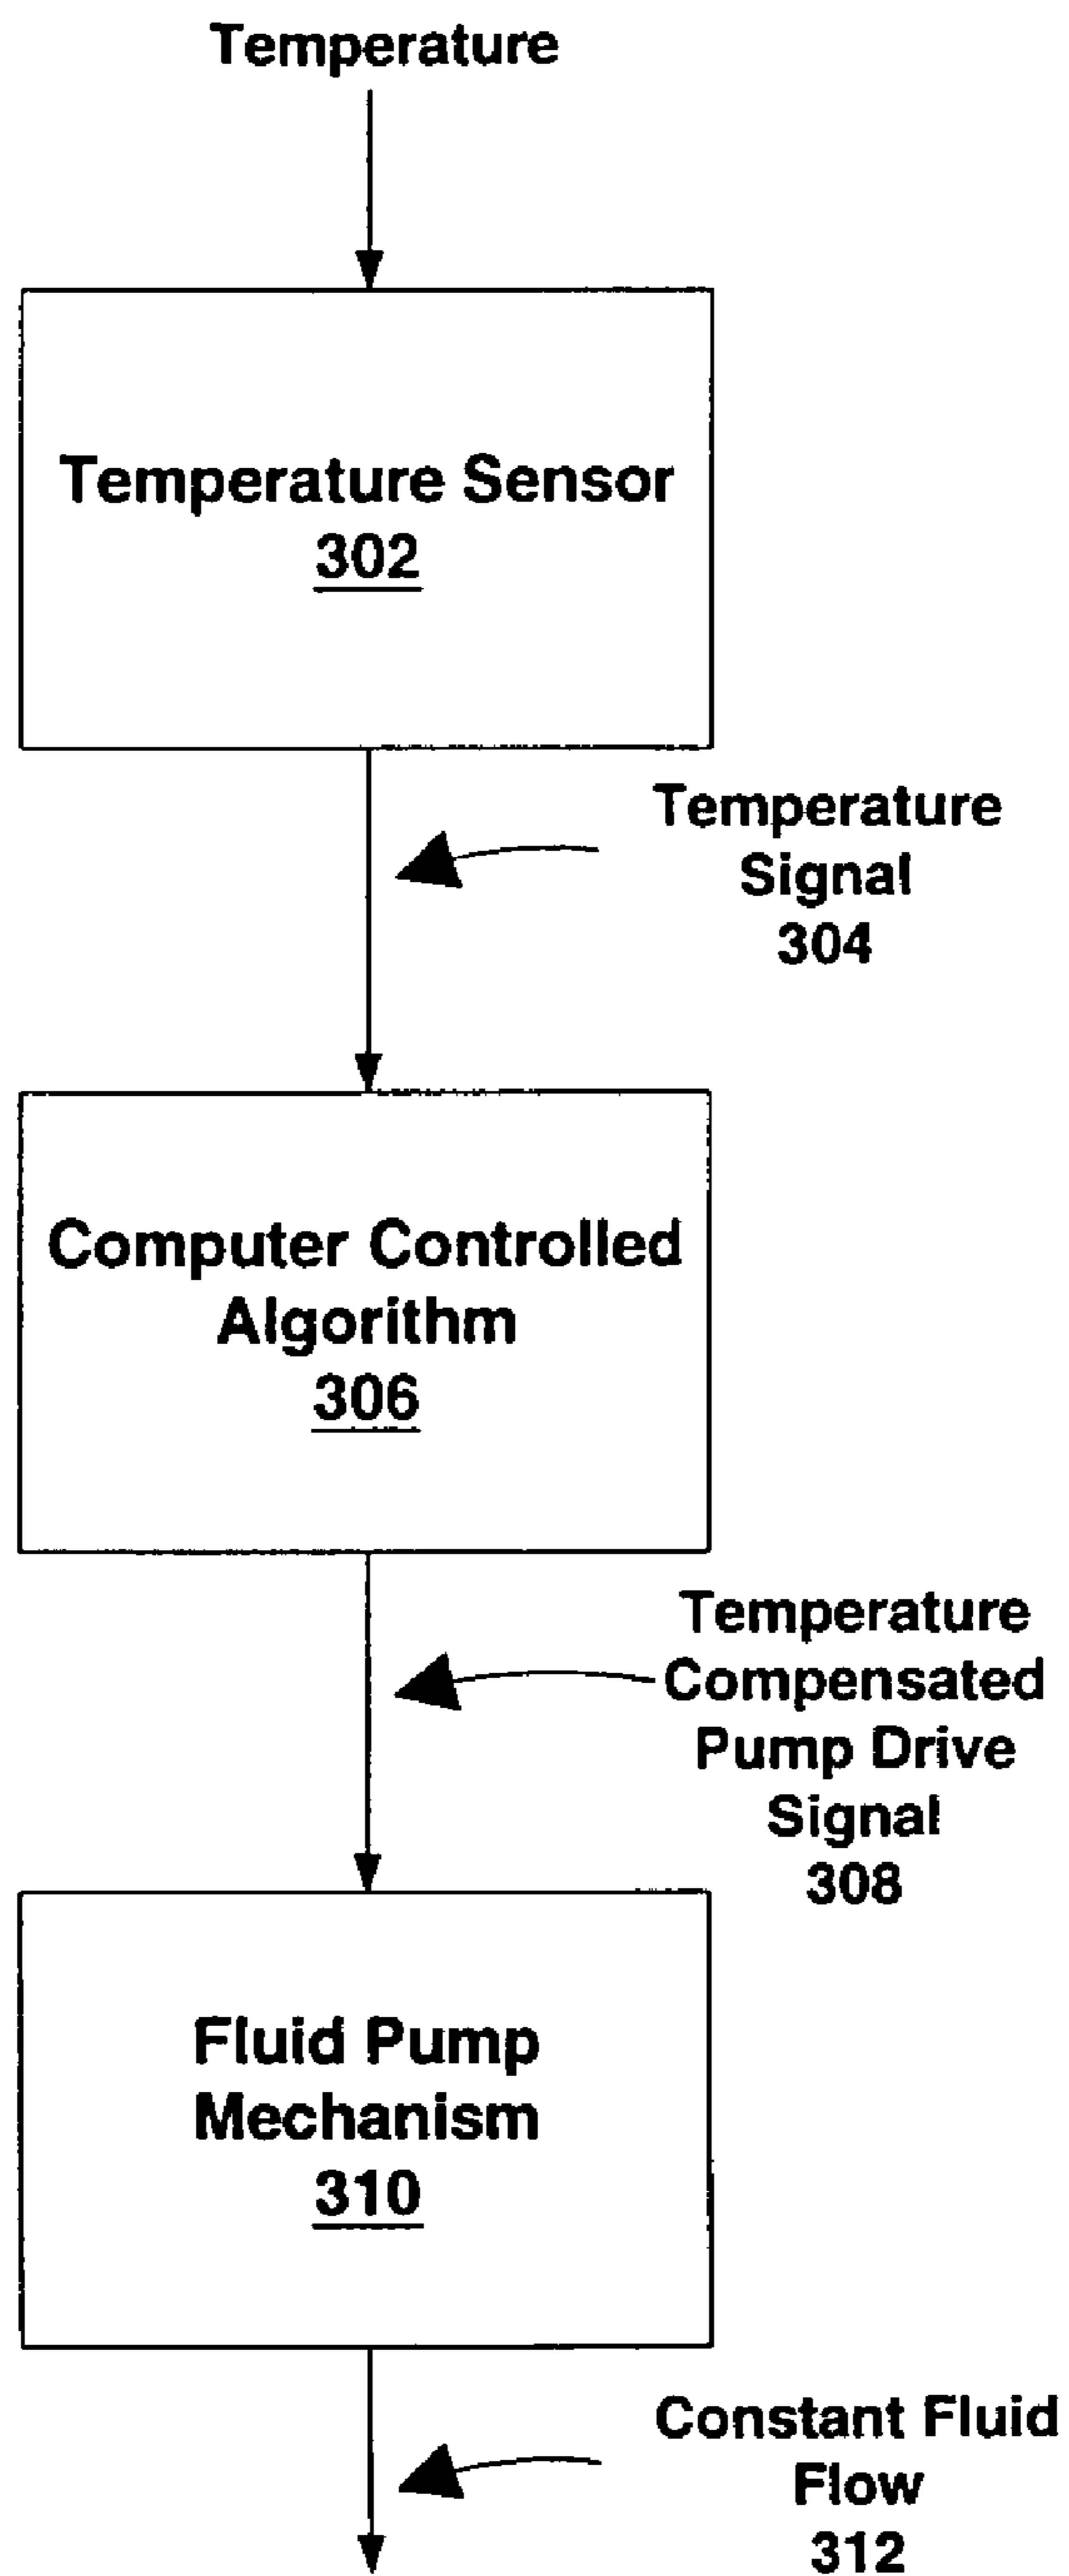 Temperature
Temperature Sensor
302
Temperature
Signal
304
Computer Controlled
Algorithm
306
Temperature
Compensated
Pump Drive
Signal
308
Fluid Pump
Mechanism
310
Constant Fluid
Flow
312